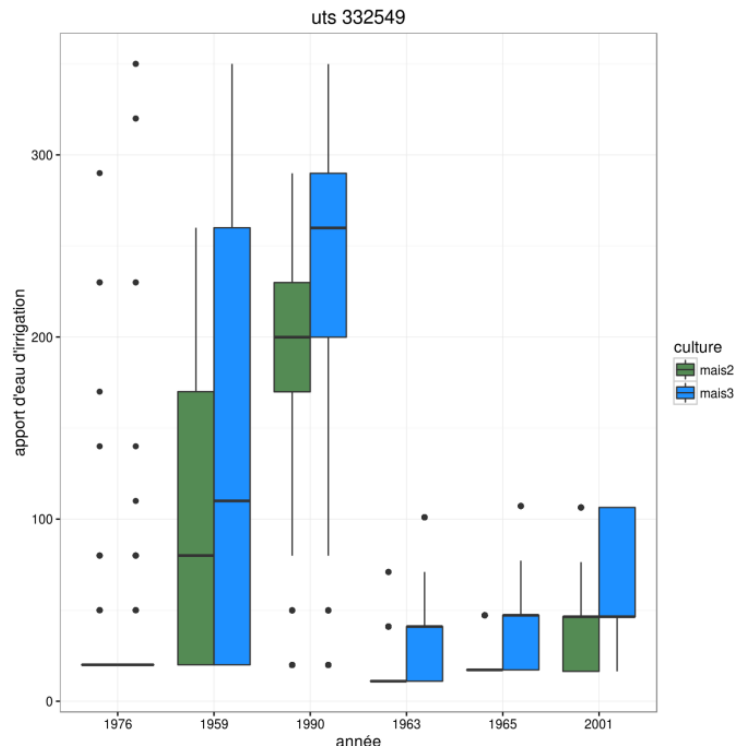 uts 332549
apport d'eau d'irrigation
300
200
100
0
1976 1959 1990 1963 1965 2001
année
culture
mais2
mais3